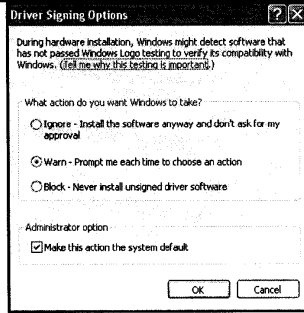 Driver Signing Options
During hardware installation, Windows might detect software that
has not passed Windows Logo testing to verify its compatibility with
Windows. (Tell me why this testing is important.)
What action do you want Windows to take?
Ignore - Install the software anyway and don't ask for my
approval
Warn - Prompt me each time to choose an action
Block - Never install unsigned driver software
Administrator option
Make this action the system default
OK
Cancel